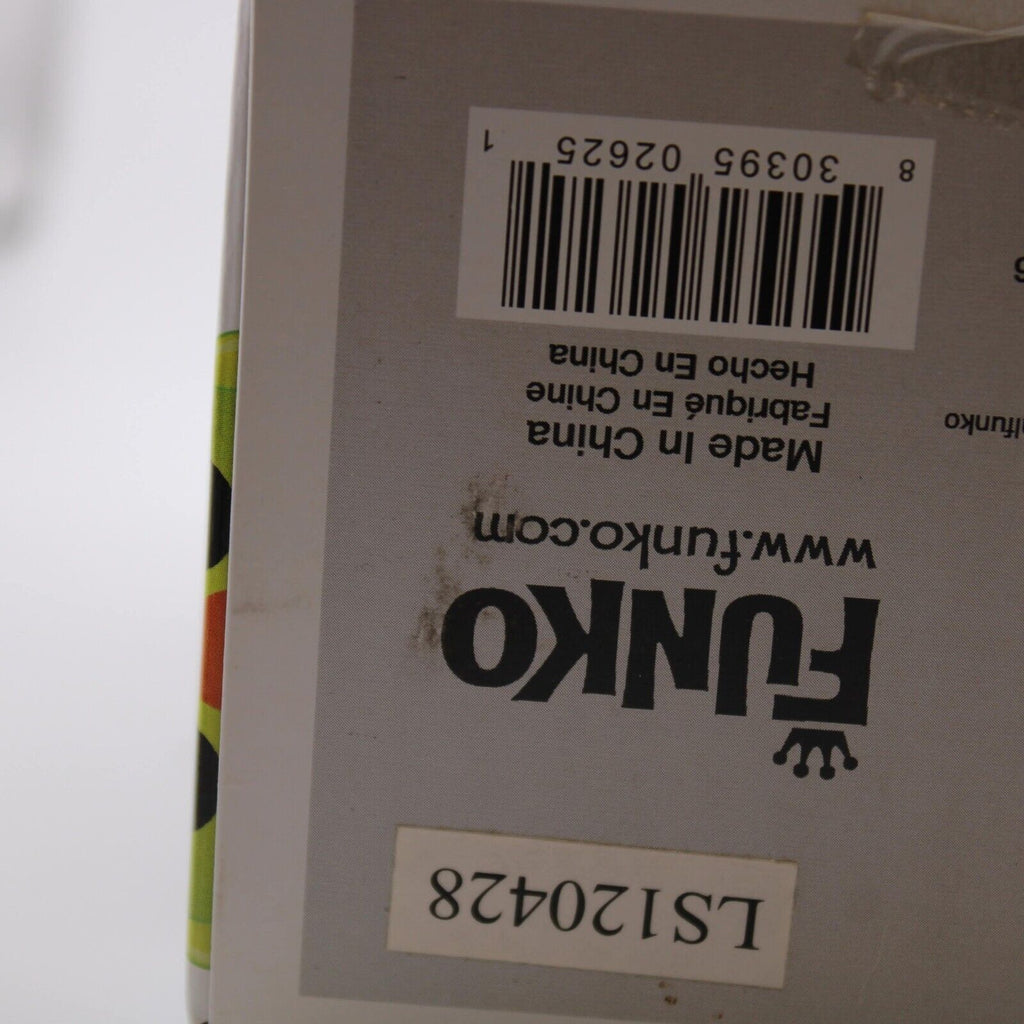 LS120428
FUNKO
www.funko.com
Made In China
Fabriqué En Chine
Hecho En China
8 30395 02625 1